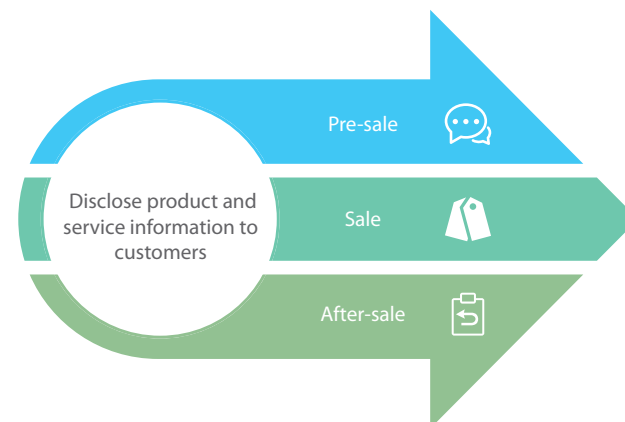 Pre-sale
Disclose product and
service information to
customers
Sale
After-sale